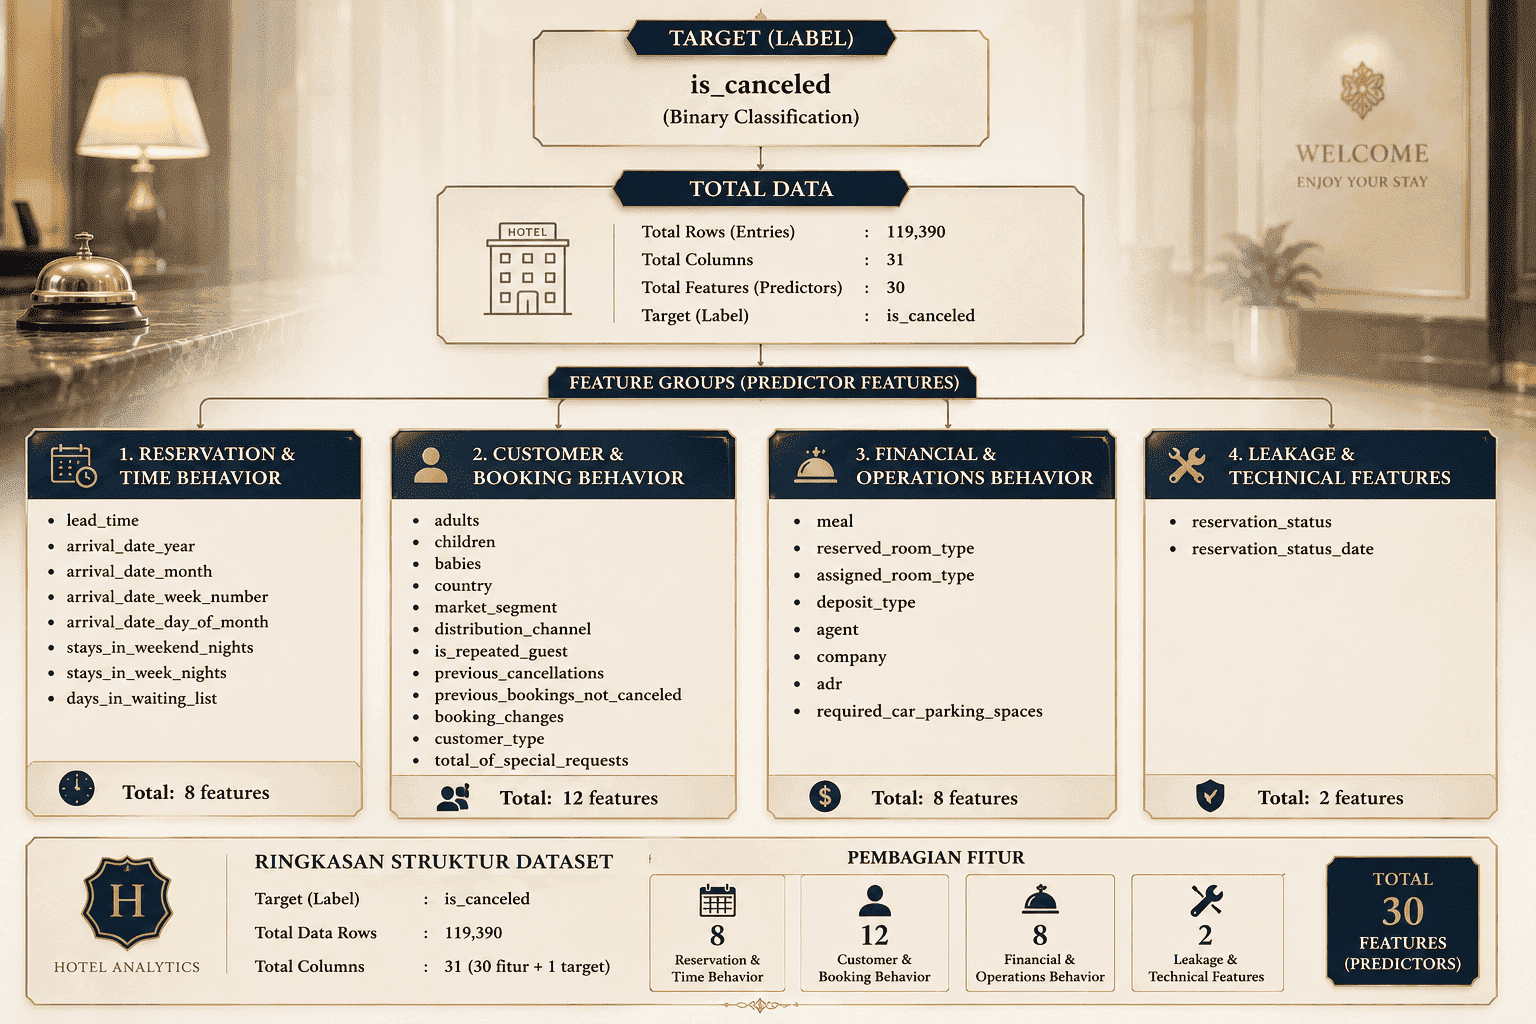 TARGET (LABEL)
is_canceled
(Binary Classification)
WELCOME
ENJOY YOUR STAY
TOTAL DATA
HOTEL
Total Rows (Entries) : 119,390
Total Columns : 31
Total Features (Predictors) : 30
Target (Label) : is_canceled
FEATURE GROUPS (PREDICTOR FEATURES)
1. RESERVATION &
TIME BEHAVIOR
• lead_time
• arrival_date_year
• arrival_date_month
• arrival_date_week_number
• arrival_date_day_of_month
• stays_in_weekend_nights
• stays_in_week_nights
• days_in_waiting_list
Total: 8 features
2. CUSTOMER &
BOOKING BEHAVIOR
• adults
• children
• babies
• country
• market_segment
• distribution_channel
• is_repeated_guest
• previous_cancellations
• previous_bookings_not_canceled
• booking_changes
• customer_type
• total_of_special_requests
Total: 12 features
3. FINANCIAL &
OPERATIONS BEHAVIOR
• meal
• reserved_room_type
• assigned_room_type
• deposit_type
• agent
• company
• adr
• required_car_parking_spaces
$
Total: 8 features
4. LEAKAGE &
TECHNICAL FEATURES
• reservation_status
• reservation_status_date
Total: 2 features
H
HOTEL ANALYTICS
RINGKASAN STRUKTUR DATASET
Target (Label) : is_canceled
Total Data Rows : 119,390
Total Columns : 31 (30 fitur + 1 target)
PEMBAGIAN FITUR
8
Reservation &
Time Behavior
12
Customer &
Booking Behavior
8
Financial &
Operations Behavior
2
Leakage &
Technical Features
TOTAL
30
FEATURES
(PREDICTORS)